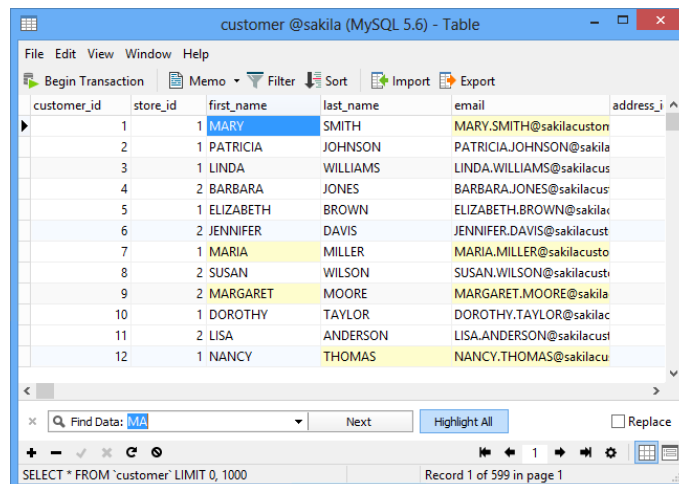 customer @sakila (MySQL 5.6) - Table
File Edit View Window Help
Begin Transaction Memo Filter Sort Import Export
customer_id store_id first_name last_name email address_i
1 1 MARY SMITH MARY.SMITH@sakilacustom
2 1 PATRICIA JOHNSON PATRICIA.JOHNSON@sakila
3 1 LINDA WILLIAMS LINDA.WILLIAMS@sakilacus
4 2 BARBARA JONES BARBARA.JONES@sakilacus
5 1 ELIZABETH BROWN ELIZABETH.BROWN@sakilac
6 2 JENNIFER DAVIS JENNIFER.DAVIS@sakilacust
7 1 MARIA MILLER MARIA.MILLER@sakilacusto
8 2 SUSAN WILSON SUSAN.WILSON@sakilacust
9 2 MARGARET MOORE MARGARET.MOORE@sakila
10 1 DOROTHY TAYLOR DOROTHY.TAYLOR@sakilac
11 2 LISA ANDERSON LISA.ANDERSON@sakilacust
12 1 NANCY THOMAS NANCY.THOMAS@sakilacu
Find Data: MA Next Highlight All Replace
1
SELECT * FROM `customer` LIMIT 0, 1000 Record 1 of 599 in page 1